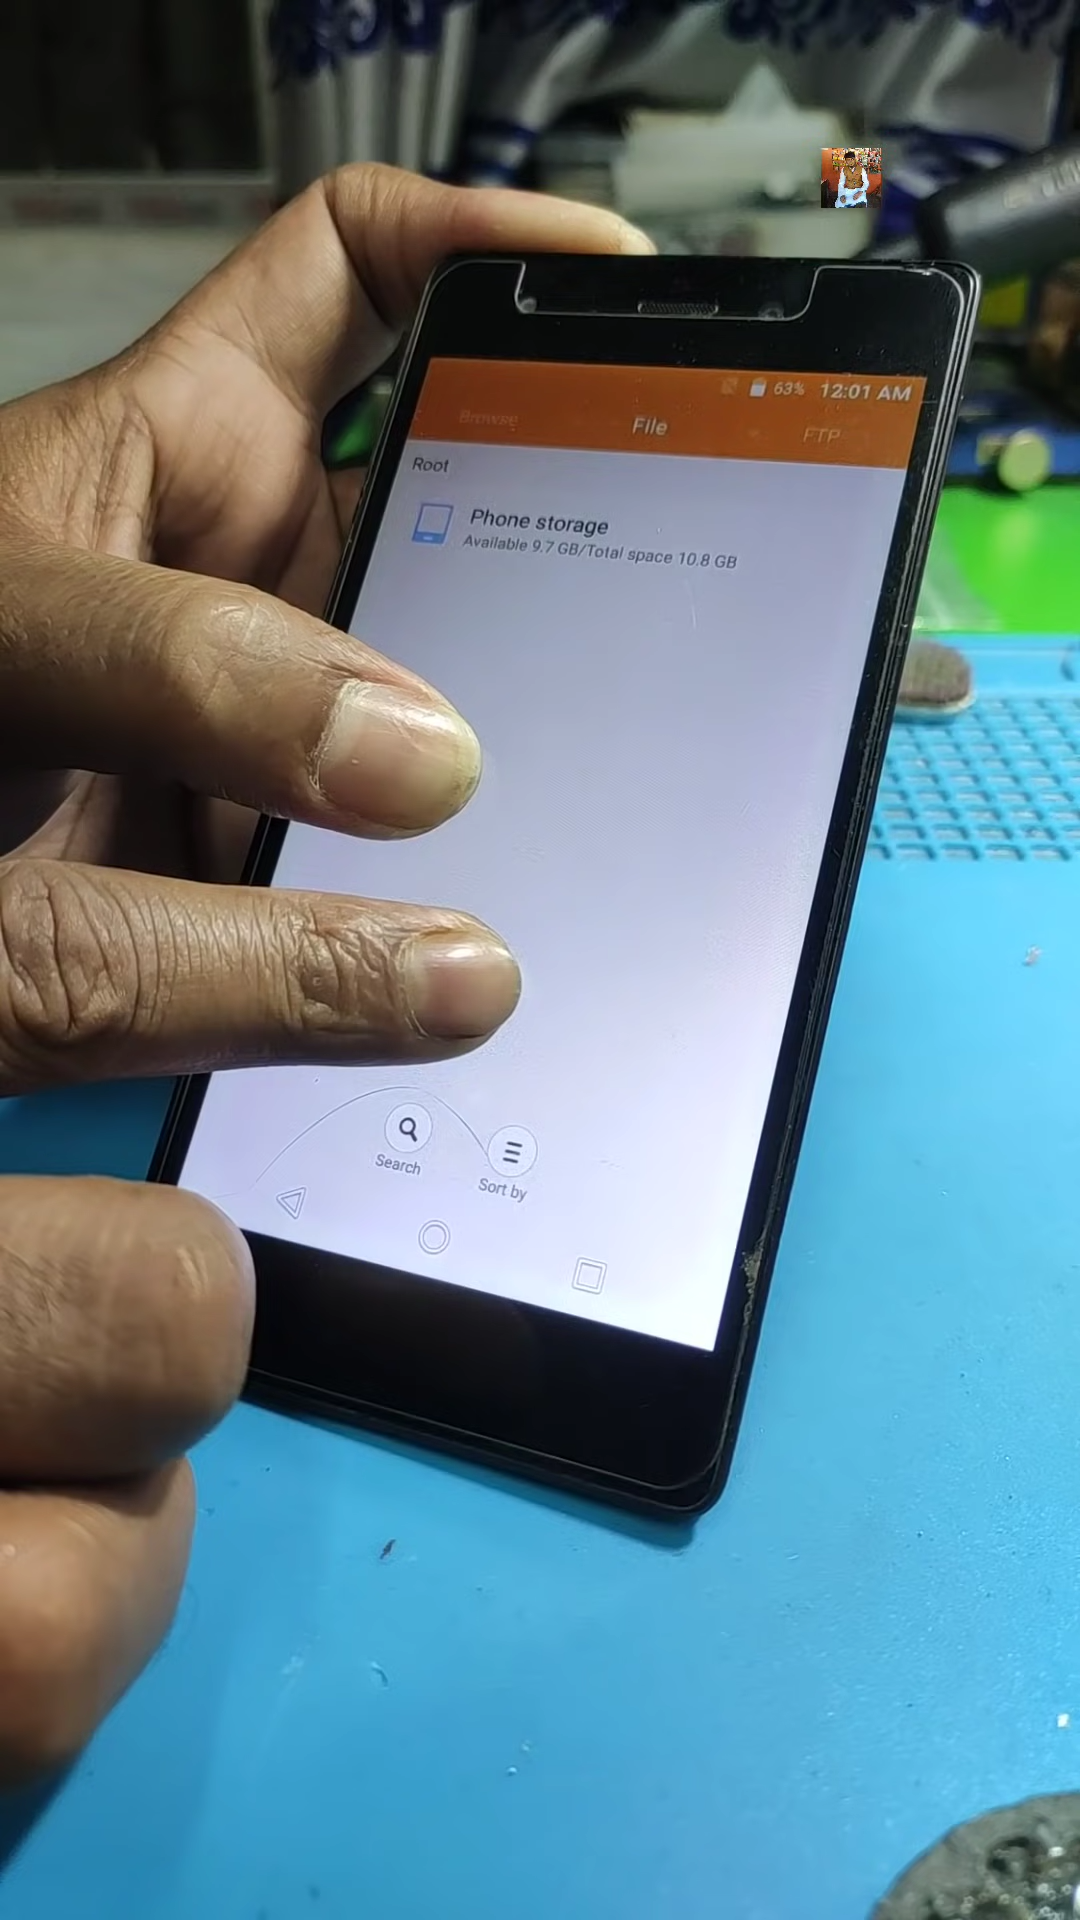 63% 12:01 AM
Browse File FTP
Root
Phone storage
Available 9.7 GB/Total space 10.8 GB
Search
Sort by